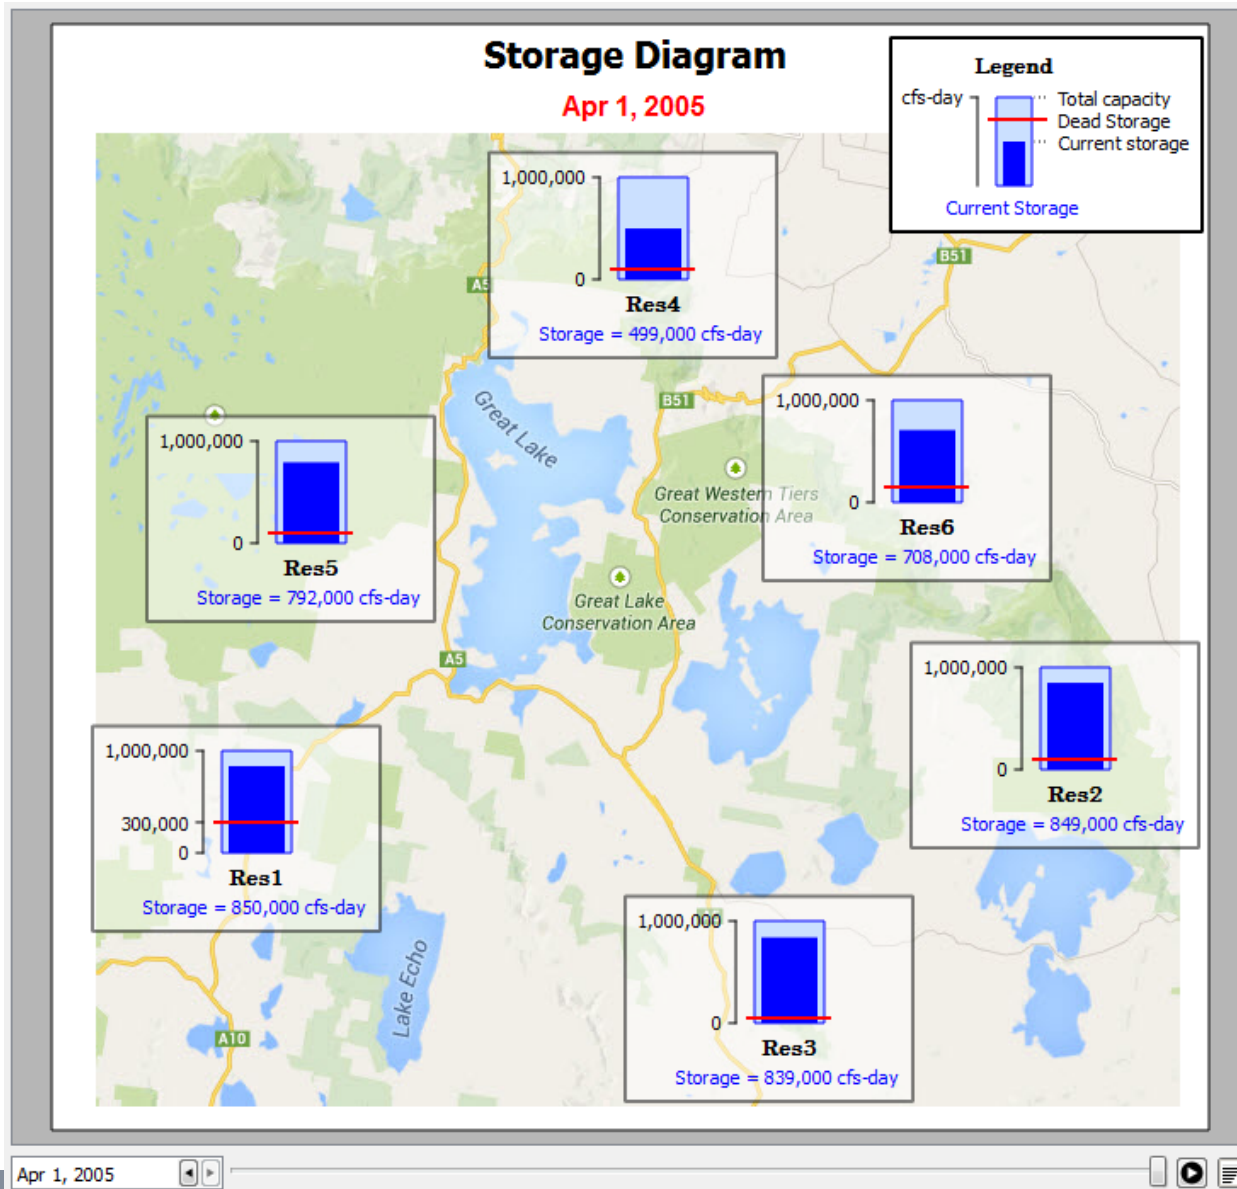 Storage Diagram
Apr 1, 2005
Legend
cfs-day
Total capacity
Dead Storage
Current storage
Current Storage
1,000,000
0
Res4
Storage = 499,000 cfs-day
A5
B51
B51
Great Lake
1,000,000
0
Res6
Storage = 708,000 cfs-day
1,000,000
0
Res5
Storage = 792,000 cfs-day
Great Western Tiers
Conservation Area
Great Lake
Conservation Area
A5
1,000,000
0
Res2
Storage = 849,000 cfs-day
1,000,000
300,000
0
Res1
Storage = 850,000 cfs-day
1,000,000
0
Res3
Storage = 839,000 cfs-day
Lake Echo
A10
Apr 1, 2005